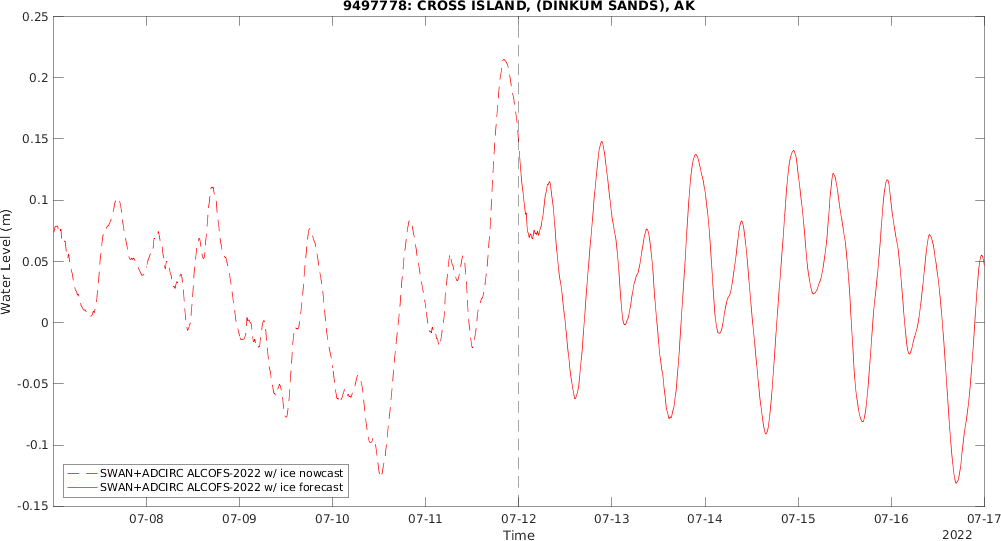 9497778: CROSS ISLAND, (DINKUM SANDS), AK
0.25
0.2
0.15
0.1
0.05
0
-0.05
-0.1
-0.15
Water Level (m)
SWAN+ADCIRC ALCOFS-2022 w/ ice nowcast
SWAN+ADCIRC ALCOFS-2022 w/ ice forecast
07-08 07-09 07-10 07-11 07-12 07-13 07-14 07-15 07-16 07-17
Time
2022